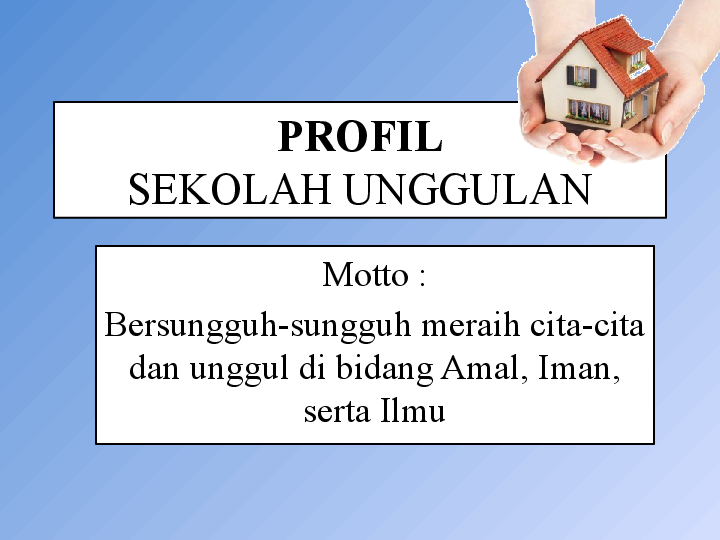 PROFIL
SEKOLAH UNGGULAN
Motto :
Bersungguh-sungguh meraih cita-cita
dan unggul di bidang Amal, Iman,
serta Ilmu